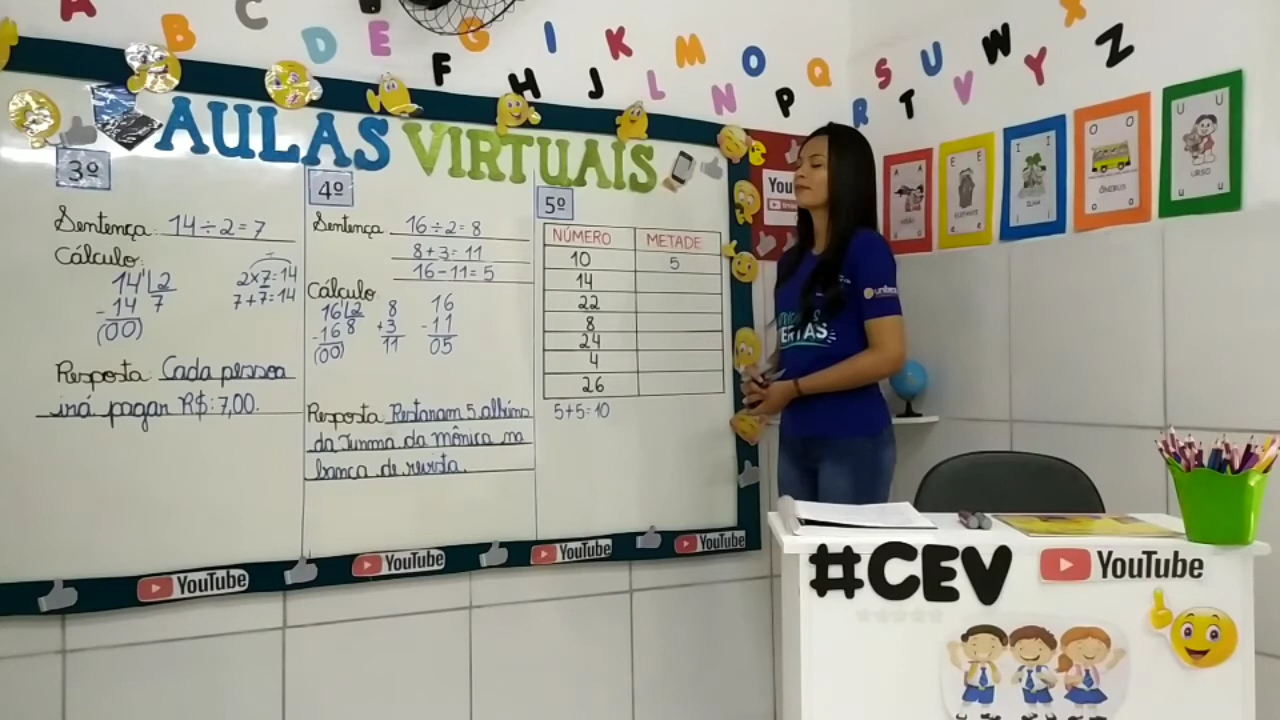 A B C D E F G H I J K L M N O P Q R S T U V W X Y Z
AULAS VIRTUAIS
3º
Sentença: 14÷2=7
Cálculo:
14 2
-14 7
(00)
2x7=14
7+7=14
Resposta: Cada pessoa
irá pagar R$: 7,00.
4º
Sentença 16÷2=8
8+3=11
16-11=5
Cálculo
16 2
-16 8
(00)
8
+3
11
16
-11
05
Resposta: Restaram 5 álbuns
da Turma da mônica na
banca de revista.
5º
NÚMERO METADE
10 5
14
22
8
24
4
26
5+5=10
You
A A
E E
I I
ILHA
O O
ÔNIBUS
U U
URSO
ERTAS
YouTube
YouTube
YouTube
YouTube
#CEV YouTube